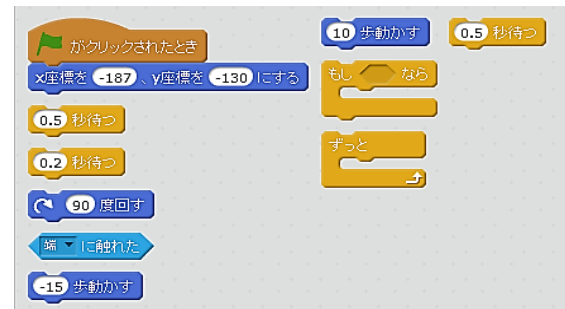 がクリックされたとき
x座標を -187 、y座標を -130 にする
0.5 秒待つ
0.2 秒待つ
90 度回す
端 に触れた
-15 歩動かす
10 歩動かす
0.5 秒待つ
もし なら
ずっと